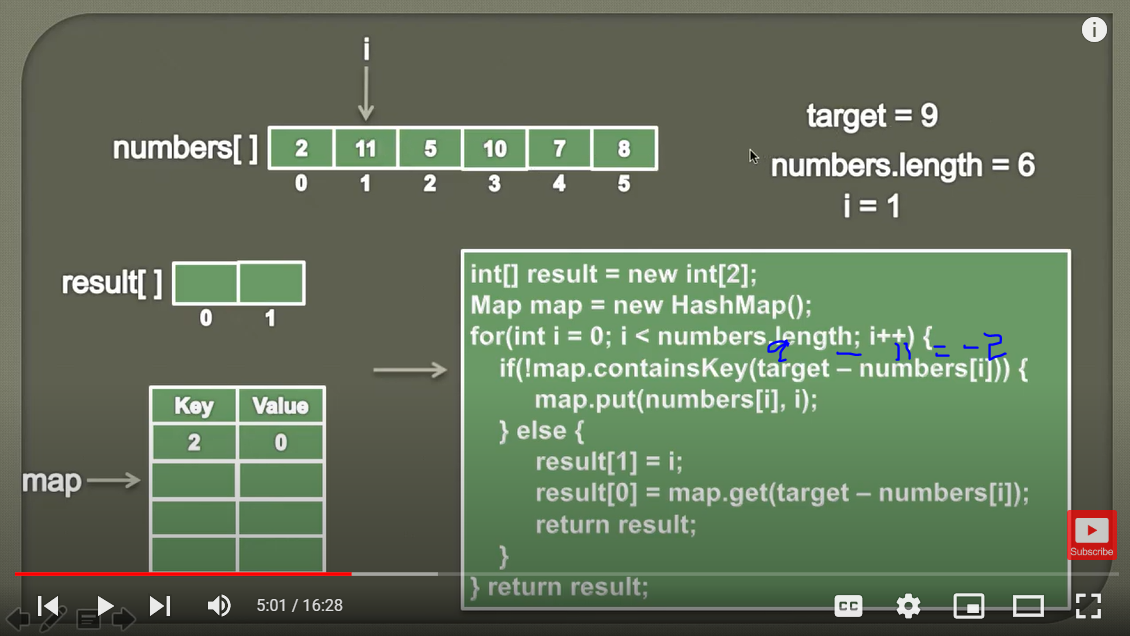 i
i
target = 9
numbers[ ] 2 11 5 10 7 8
0 1 2 3 4 5
numbers.length = 6
i = 1
result[ ]
0 1
int[] result = new int[2];
Map map = new HashMap();
for(int i = 0; i < numbers.length; i++) {
9 – 11 = -2
if(!map.containsKey(target – numbers[i])) {
map.put(numbers[i], i);
} else {
result[1] = i;
result[0] = map.get(target – numbers[i]);
return result;
}
} return result;
Key Value
2 0
map
Subscribe
5:01 / 16:28
CC